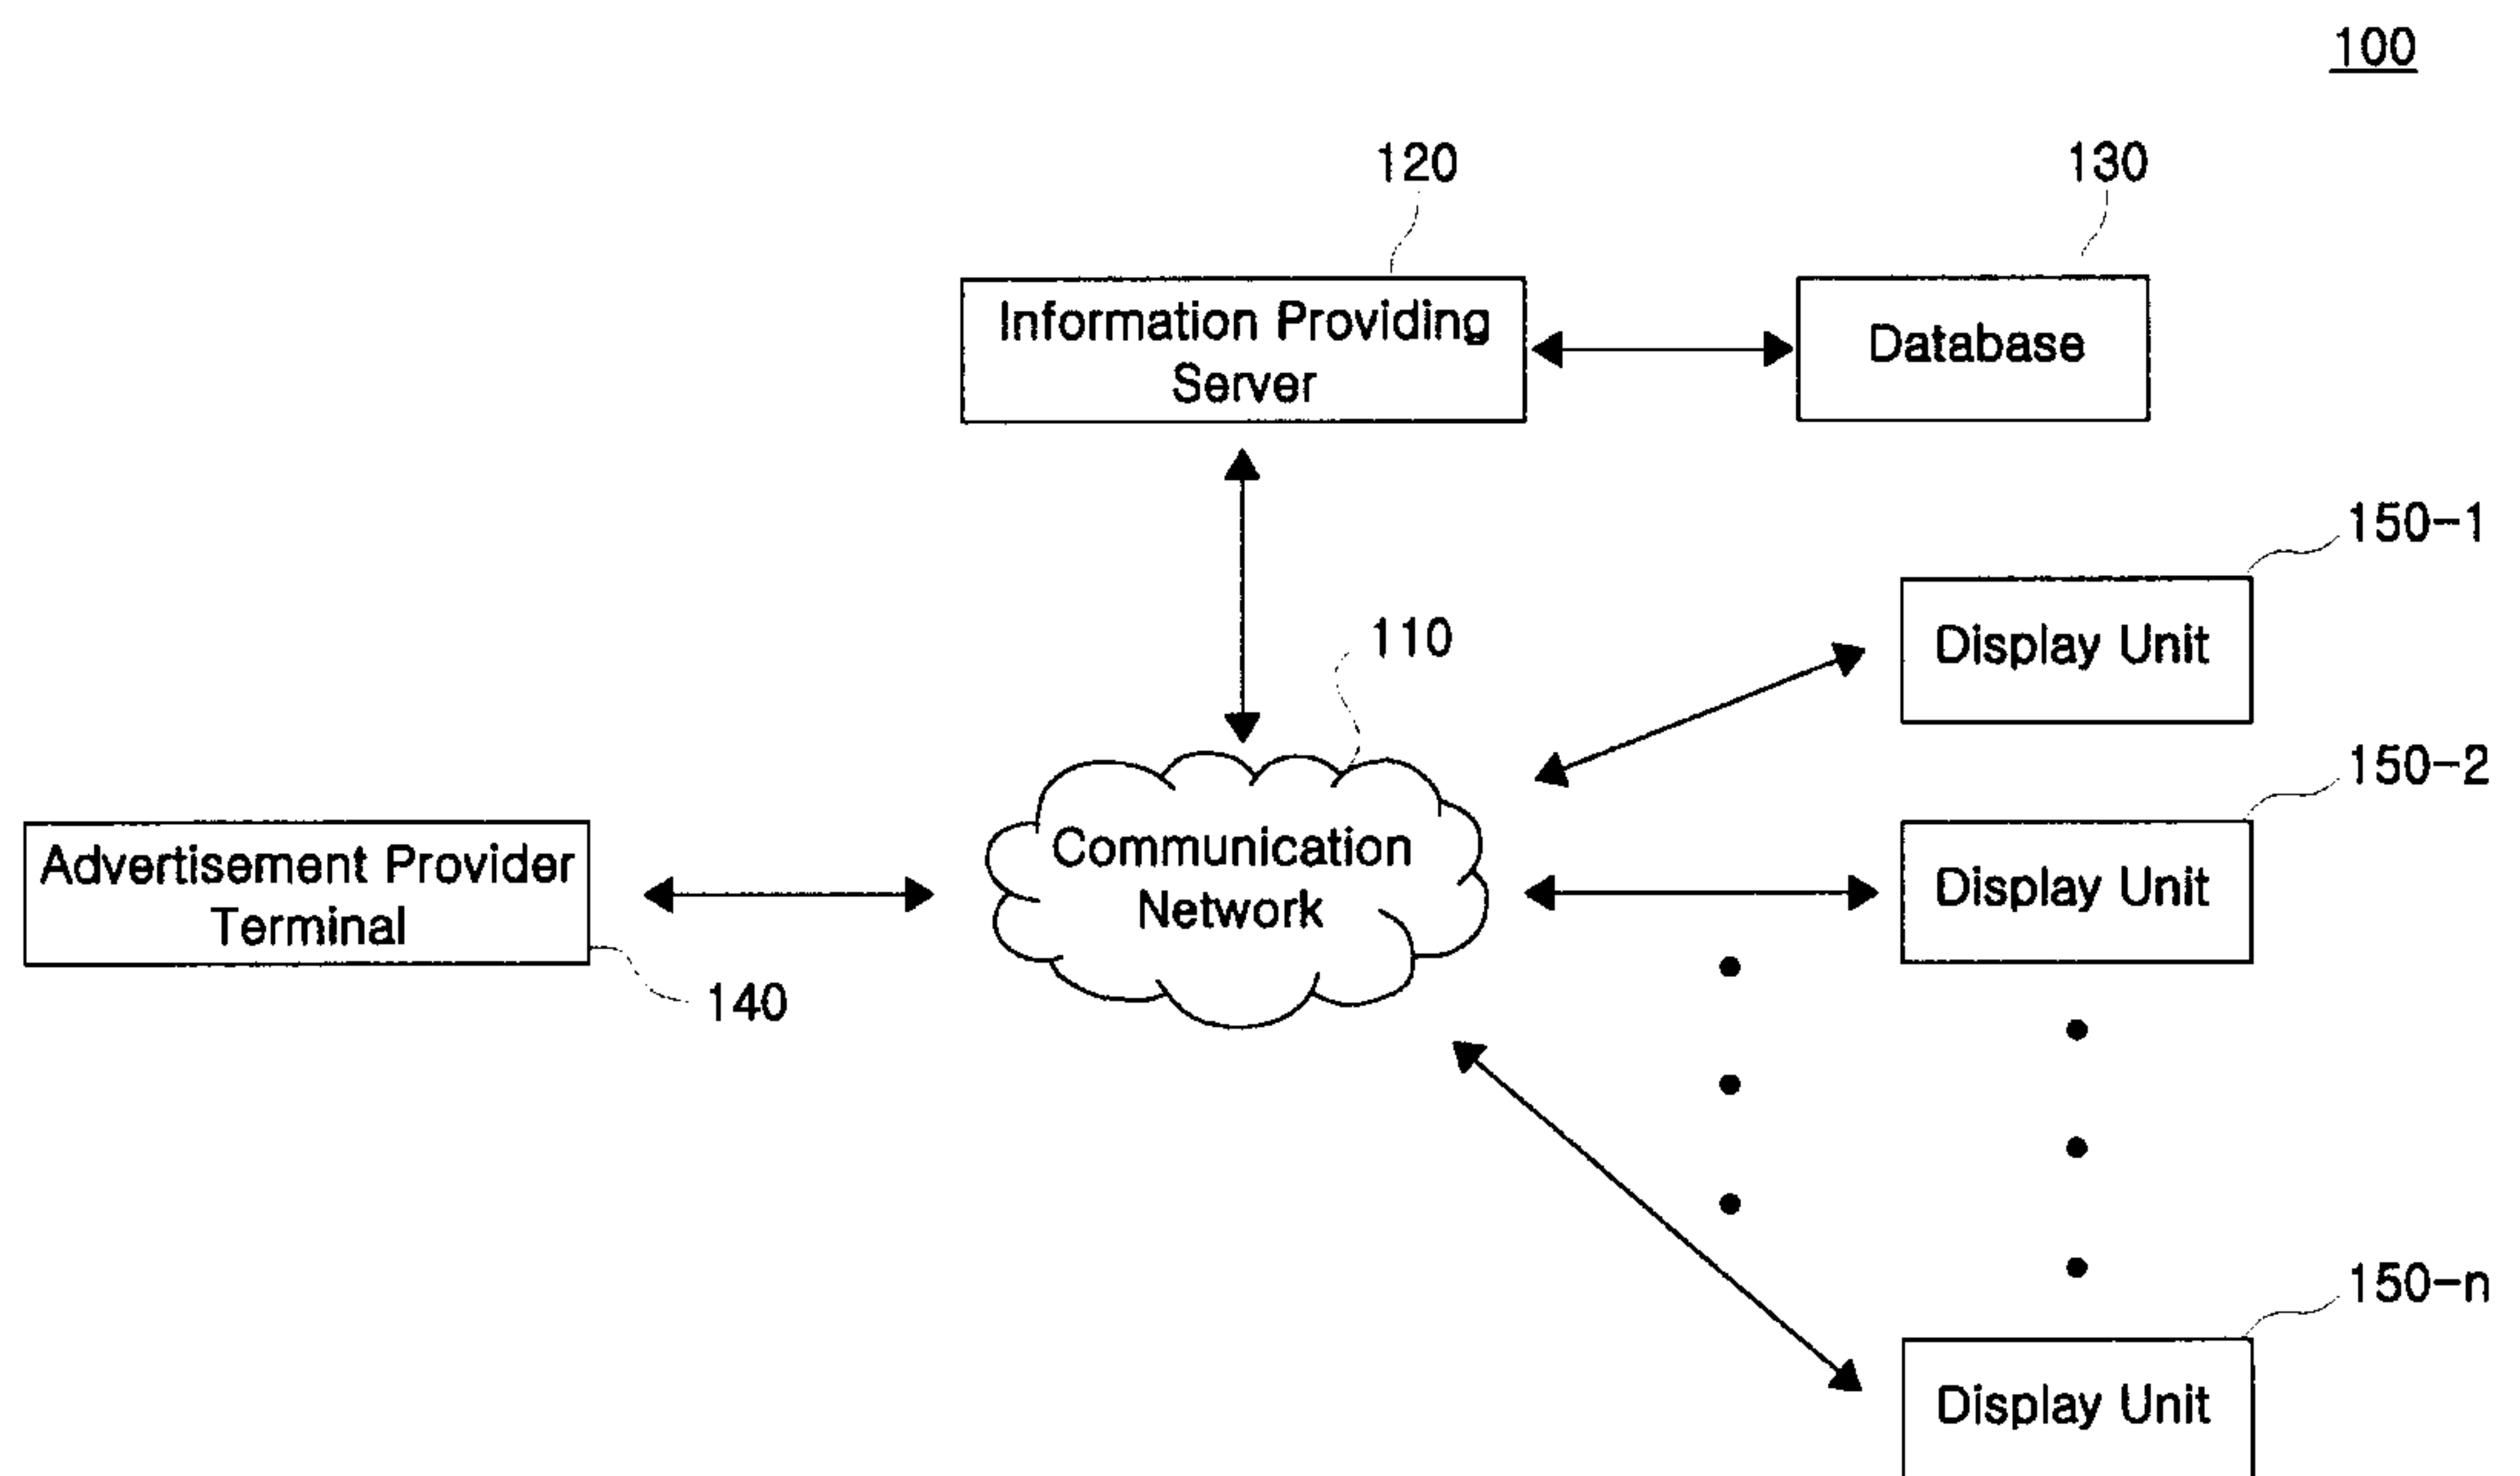 100
120
130
Information Providing
Server
Database
150-1
110
Display Unit
150-2
Communication
Network
Advertisement Provider
Terminal
Display Unit
140
150-n
Display Unit